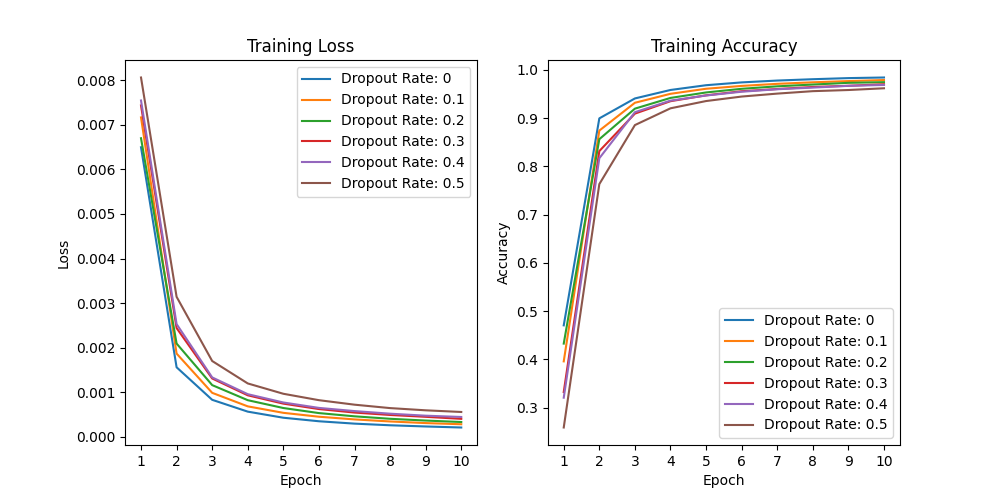 Training Loss
Loss
0.008
0.007
0.006
0.005
0.004
0.003
0.002
0.001
0.000
Dropout Rate: 0
Dropout Rate: 0.1
Dropout Rate: 0.2
Dropout Rate: 0.3
Dropout Rate: 0.4
Dropout Rate: 0.5
1 2 3 4 5 6 7 8 9 10
Epoch
Training Accuracy
Accuracy
1.0
0.9
0.8
0.7
0.6
0.5
0.4
0.3
Dropout Rate: 0
Dropout Rate: 0.1
Dropout Rate: 0.2
Dropout Rate: 0.3
Dropout Rate: 0.4
Dropout Rate: 0.5
1 2 3 4 5 6 7 8 9 10
Epoch